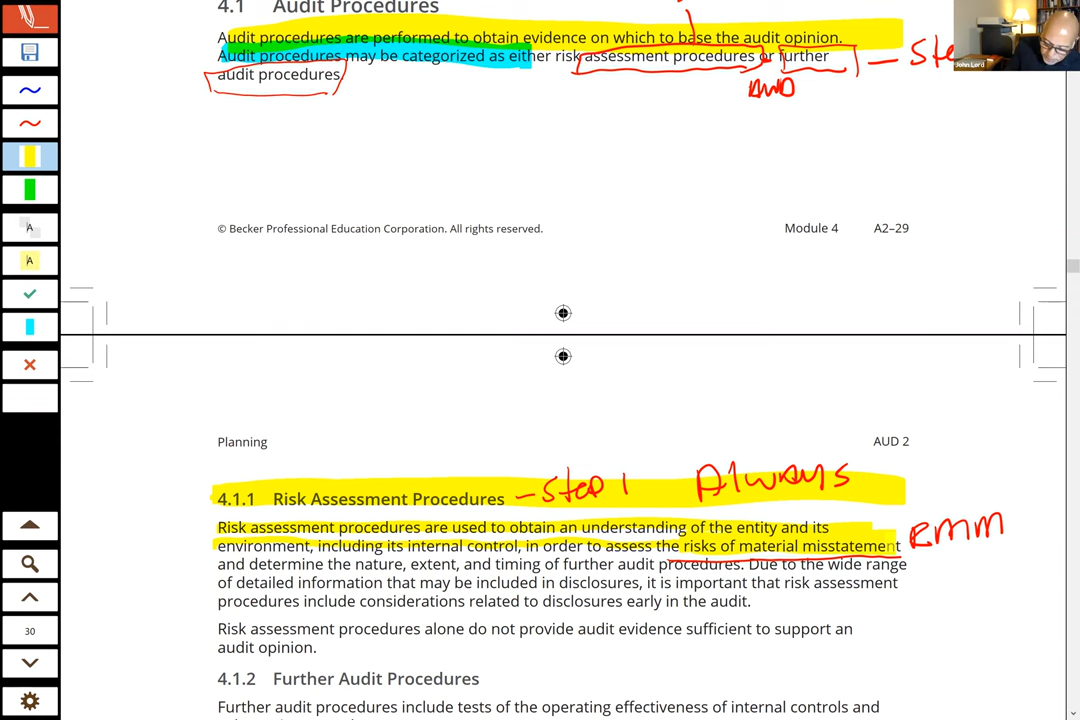 4.1 Audit Procedures
Audit procedures are performed to obtain evidence on which to base the audit opinion.
Audit procedures may be categorized as either risk assessment procedures or further - Ste
audit procedures.
AND
John Lord
© Becker Professional Education Corporation. All rights reserved. Module 4 A2–29
Planning AUD 2
4.1.1 Risk Assessment Procedures - Step 1 Always
Risk assessment procedures are used to obtain an understanding of the entity and its
environment, including its internal control, in order to assess the risks of material misstatement RMM
and determine the nature, extent, and timing of further audit procedures. Due to the wide range
of detailed information that may be included in disclosures, it is important that risk assessment
procedures include considerations related to disclosures early in the audit.
Risk assessment procedures alone do not provide audit evidence sufficient to support an
audit opinion.
4.1.2 Further Audit Procedures
Further audit procedures include tests of the operating effectiveness of internal controls and
A
A
30